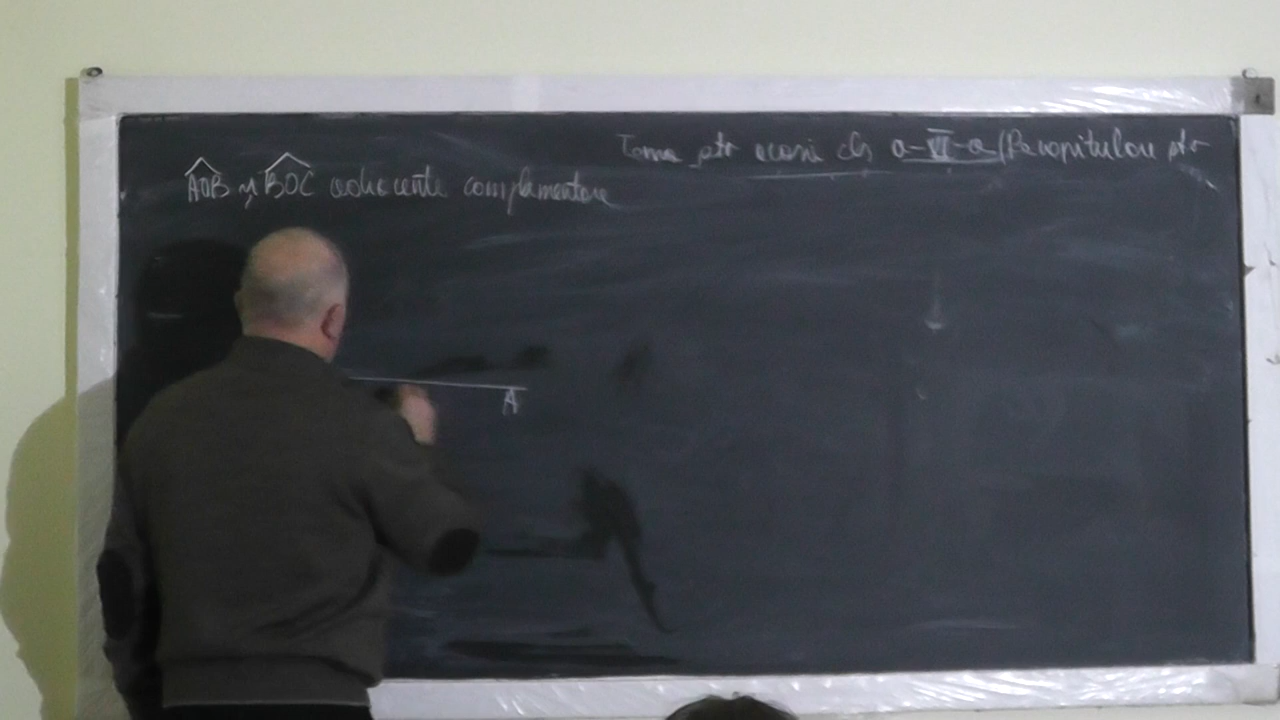 Tema ptr acasă cls a-VI-a (Recapitulare ptr
AOB și BOC adiacente complementare
A